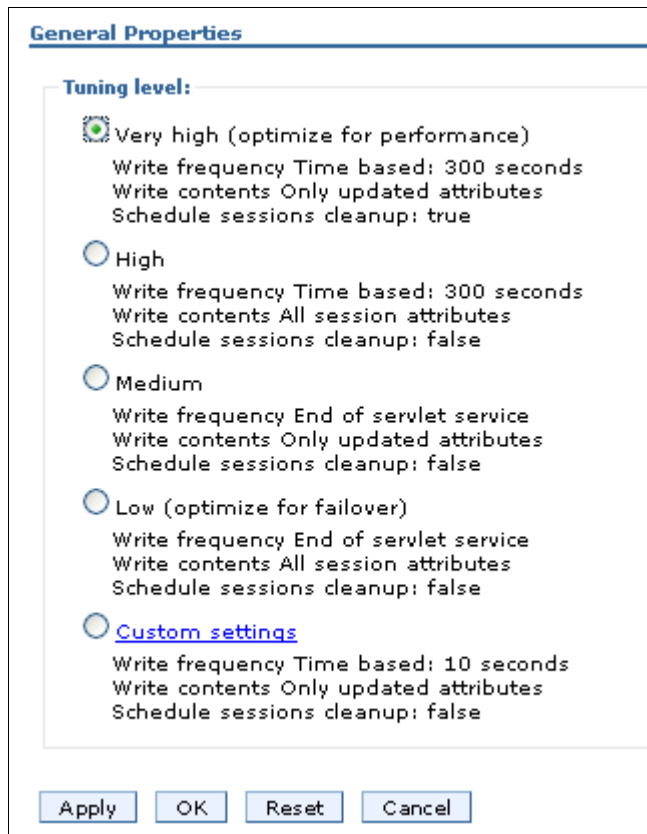 General Properties
Tuning level:
Very high (optimize for performance)
Write frequency Time based: 300 seconds
Write contents Only updated attributes
Schedule sessions cleanup: true
High
Write frequency Time based: 300 seconds
Write contents All session attributes
Schedule sessions cleanup: false
Medium
Write frequency End of servlet service
Write contents Only updated attributes
Schedule sessions cleanup: false
Low (optimize for failover)
Write frequency End of servlet service
Write contents All session attributes
Schedule sessions cleanup: false
Custom settings
Write frequency Time based: 10 seconds
Write contents Only updated attributes
Schedule sessions cleanup: false
Apply OK Reset Cancel